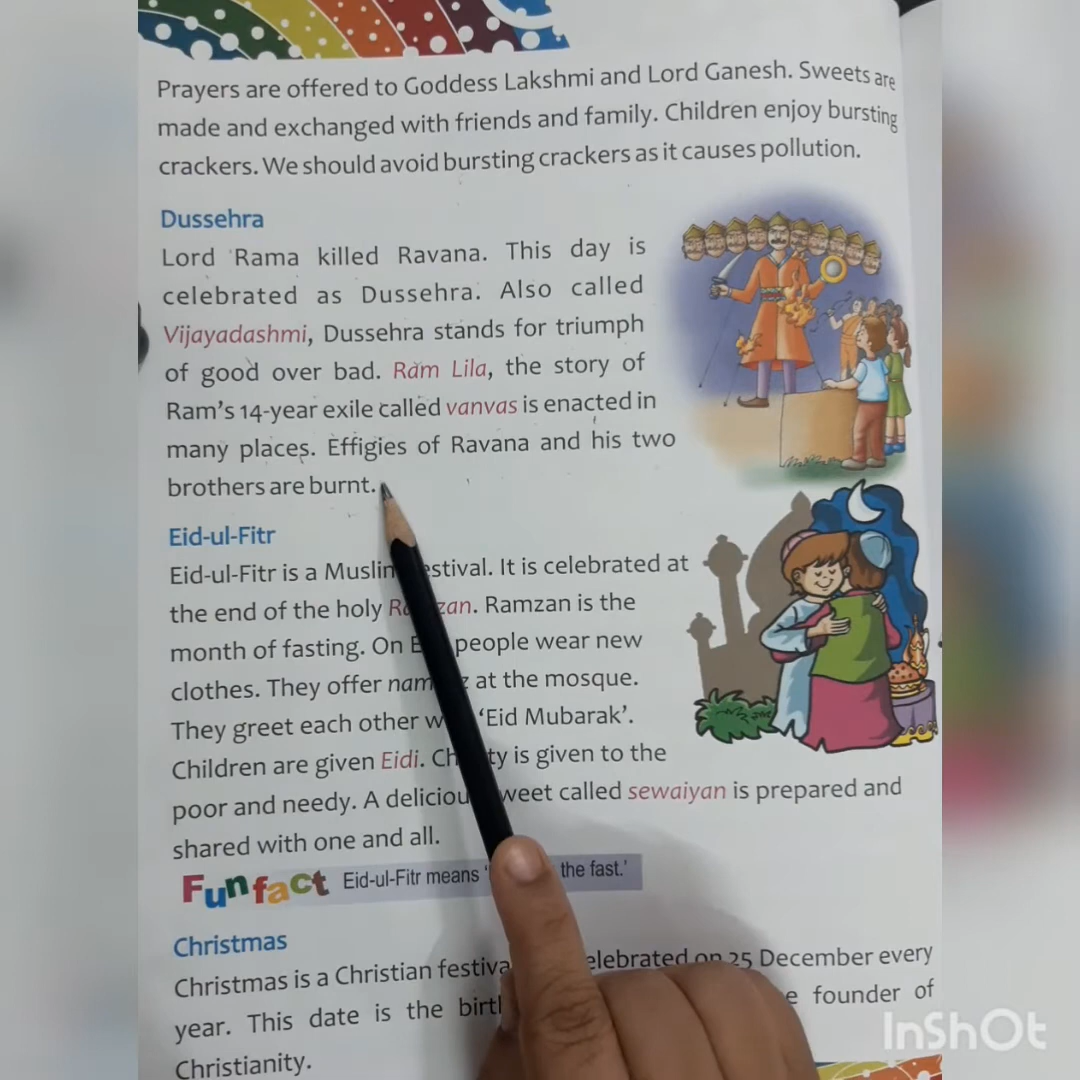 Prayers are offered to Goddess Lakshmi and Lord Ganesh. Sweets are
made and exchanged with friends and family. Children enjoy bursting
crackers. We should avoid bursting crackers as it causes pollution.
Dussehra
Lord Rama killed Ravana. This day is
celebrated as Dussehra. Also called
Vijayadashmi, Dussehra stands for triumph
of good over bad. Ram Lila, the story of
Ram's 14-year exile called vanvas is enacted in
many places. Effigies of Ravana and his two
brothers are burnt.
Eid-ul-Fitr
Eid-ul-Fitr is a Muslim festival. It is celebrated at
the end of the holy Ramzan. Ramzan is the
month of fasting. On Eid people wear new
clothes. They offer namaz at the mosque.
They greet each other with 'Eid Mubarak'.
Children are given Eidi. Charity is given to the
poor and needy. A delicious sweet called sewaiyan is prepared and
shared with one and all.
Fun fact Eid-ul-Fitr means the fast.'
Christmas
Christmas is a Christian festival celebrated on 25 December every
year. This date is the founder of
Christianity.
InShOt